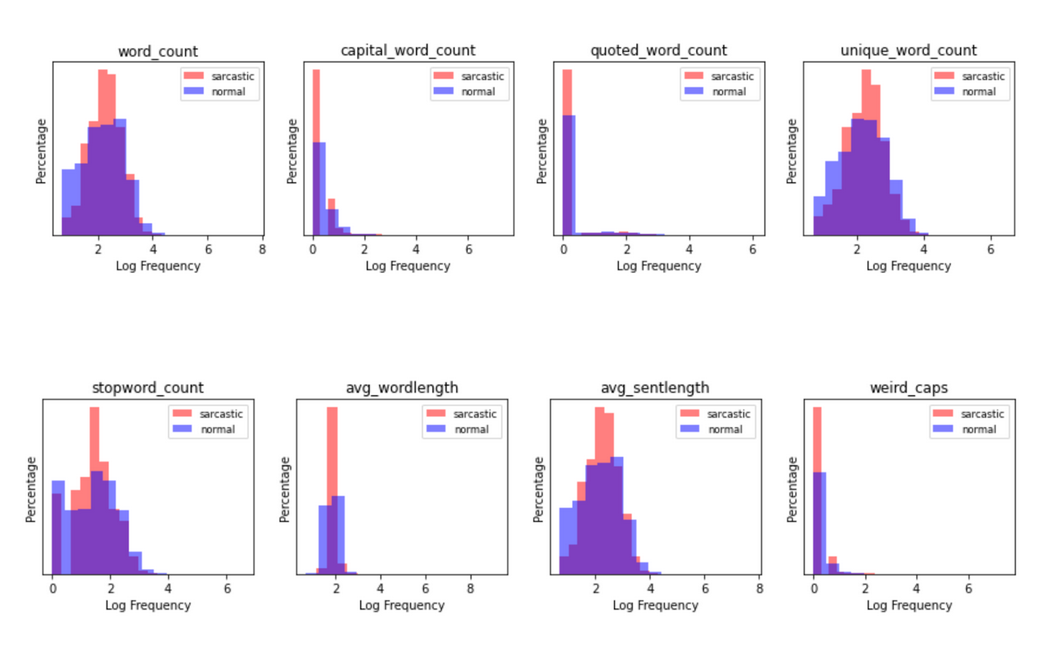 word_count
capital_word_count
quoted_word_count
unique_word_count
sarcastic
normal
sarcastic
normal
sarcastic
normal
sarcastic
normal
Percentage
Percentage
Percentage
Percentage
2 4 6 8
0 2 4 6
0 2 4 6
2 4 6
Log Frequency
Log Frequency
Log Frequency
Log Frequency
stopword_count
avg_wordlength
avg_sentlength
weird_caps
sarcastic
normal
sarcastic
normal
sarcastic
normal
sarcastic
normal
Percentage
Percentage
Percentage
Percentage
0 2 4 6
2 4 6 8
2 4 6 8
0 2 4 6
Log Frequency
Log Frequency
Log Frequency
Log Frequency